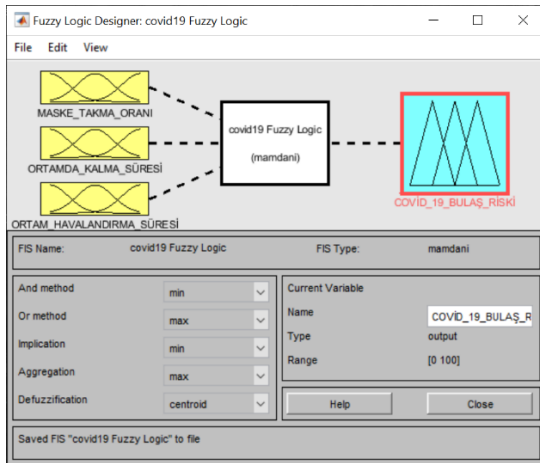 Fuzzy Logic Designer: covid19 Fuzzy Logic
File Edit View
MASKE_TAKMA_ORANI
ORTAMDA_KALMA_SÜRESİ
ORTAM_HAVALANDIRMA_SÜRESİ
covid19 Fuzzy Logic
(mamdani)
COVİD_19_BULAŞ_RİSKİ
FIS Name: covid19 Fuzzy Logic FIS Type: mamdani
And method min
Or method max
Implication min
Aggregation max
Defuzzification centroid
Current Variable
Name COVİD_19_BULAŞ_R
Type output
Range [0 100]
Help Close
Saved FIS "covid19 Fuzzy Logic" to file